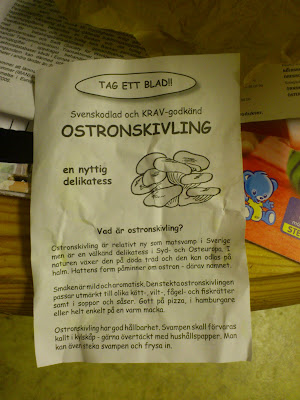 TAG ETT BLAD!!
Svenskodlad och KRAV-godkänd
OSTRONSKIVLING
en nyttig
delikatess
Vad är ostronskivling?
Ostronskivling är relativt ny som matsvamp i Sverige
men är en välkänd delikatess i Syd- och Osteuropa. I
naturen växer den på döda träd och den kan odlas på
halm. Hattens form påminner om ostron - därav namnet.
Smaken är mild och aromatisk. Den stekta ostronskivlingen
passar utmärkt till olika kött-, vilt-, fågel- och fiskrätter
samt i soppor och såser. Gott på pizza, i hamburgare
eller helt enkelt på en varm macka.
Ostronskivling har god hållbarhet. Svampen skall förvaras
kallt i kylskåp - gärna övertäckt med hushållspapper. Man
kan även steka svampen och frysa in.